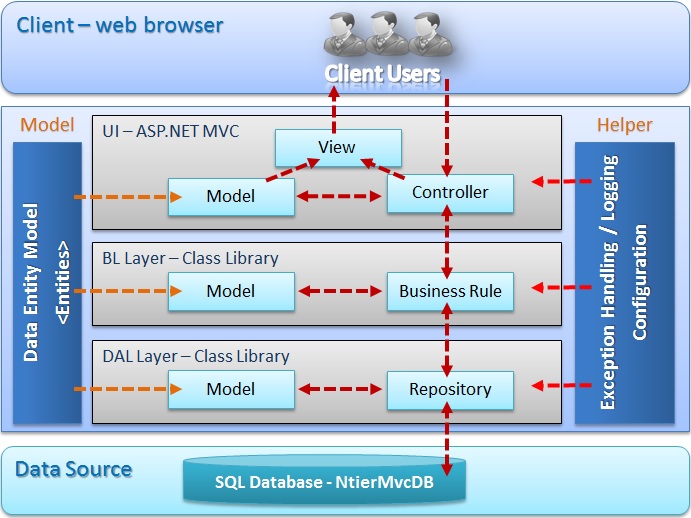 Client – web browser
Client Users
Model
Helper
UI – ASP.NET MVC
View
Model
Controller
BL Layer – Class Library
Model
Business Rule
DAL Layer – Class Library
Model
Repository
Data Entity Model
<Entities>
Exception Handling / Logging
Configuration
Data Source
SQL Database - NtierMvcDB